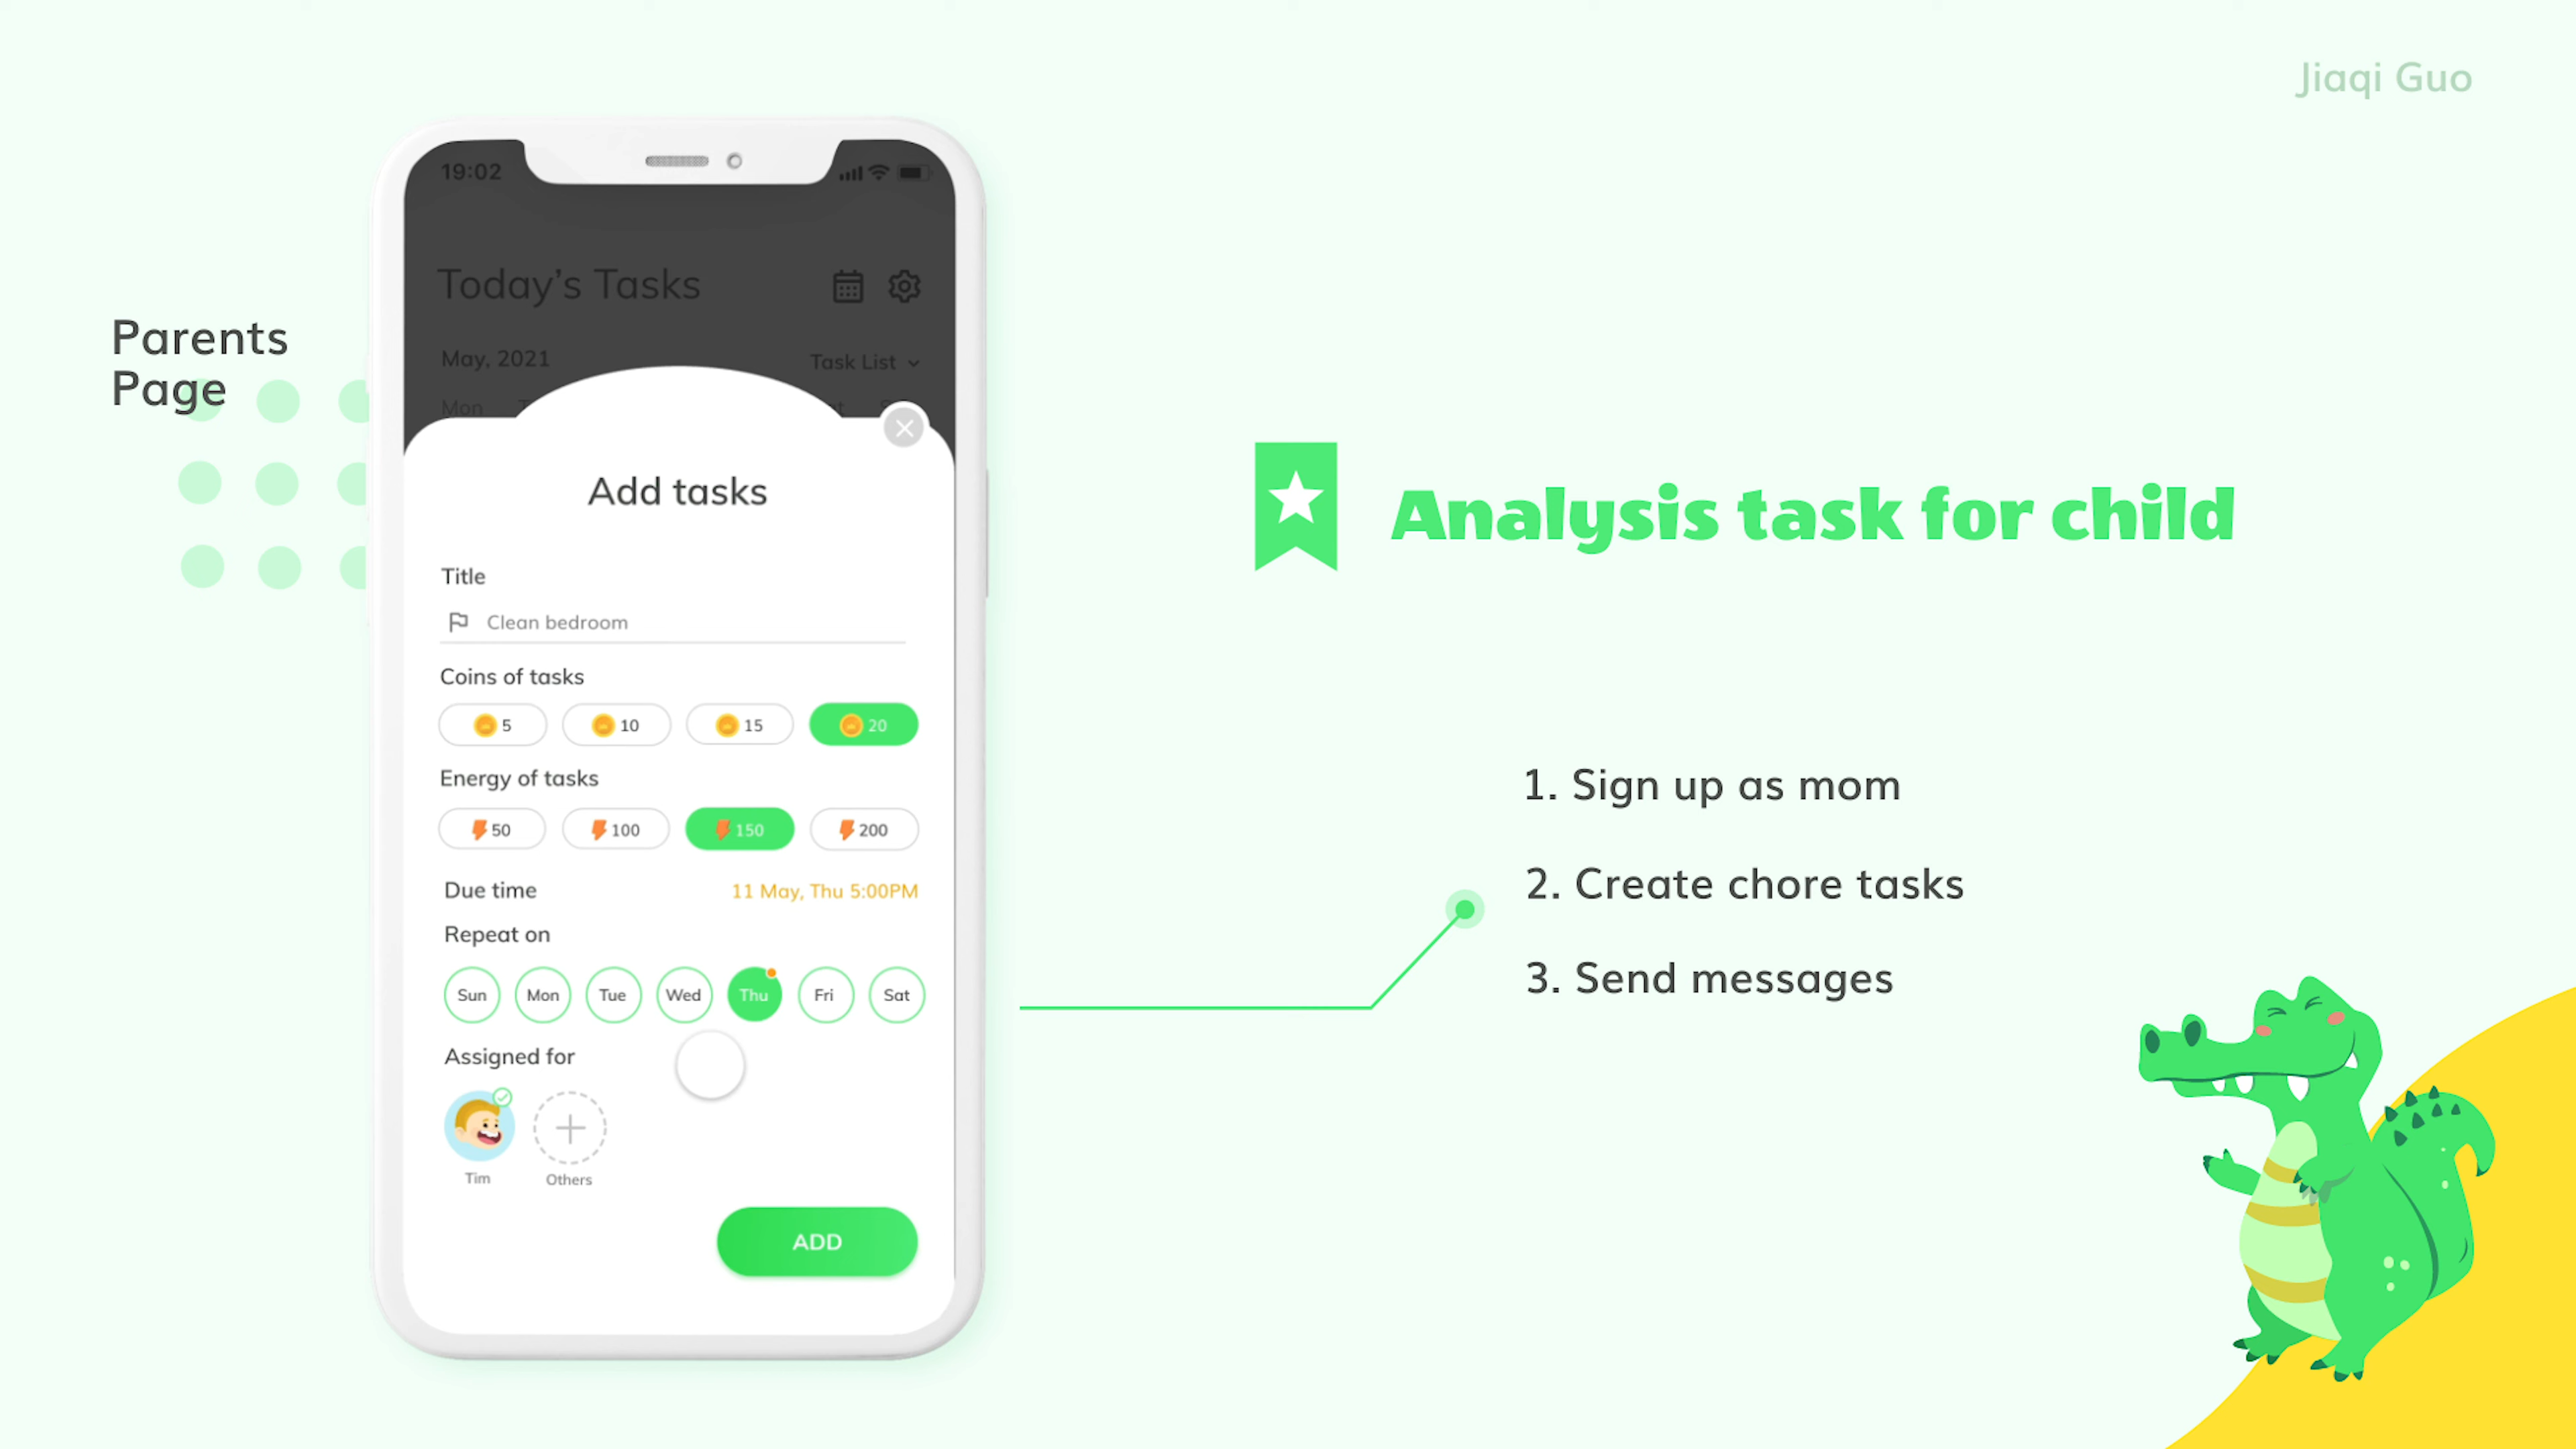 Jiaqi Guo
Parents
Page
19:02
Today's Tasks
May, 2021
Task List
Mon
Add tasks
Title
Clean bedroom
Coins of tasks
5 10 15 20
Energy of tasks
50 100 150 200
Due time 11 May, Thu 5:00PM
Repeat on
Sun Mon Tue Wed Thu Fri Sat
Assigned for
Tim Others
ADD
Analysis task for child
1. Sign up as mom
2. Create chore tasks
3. Send messages